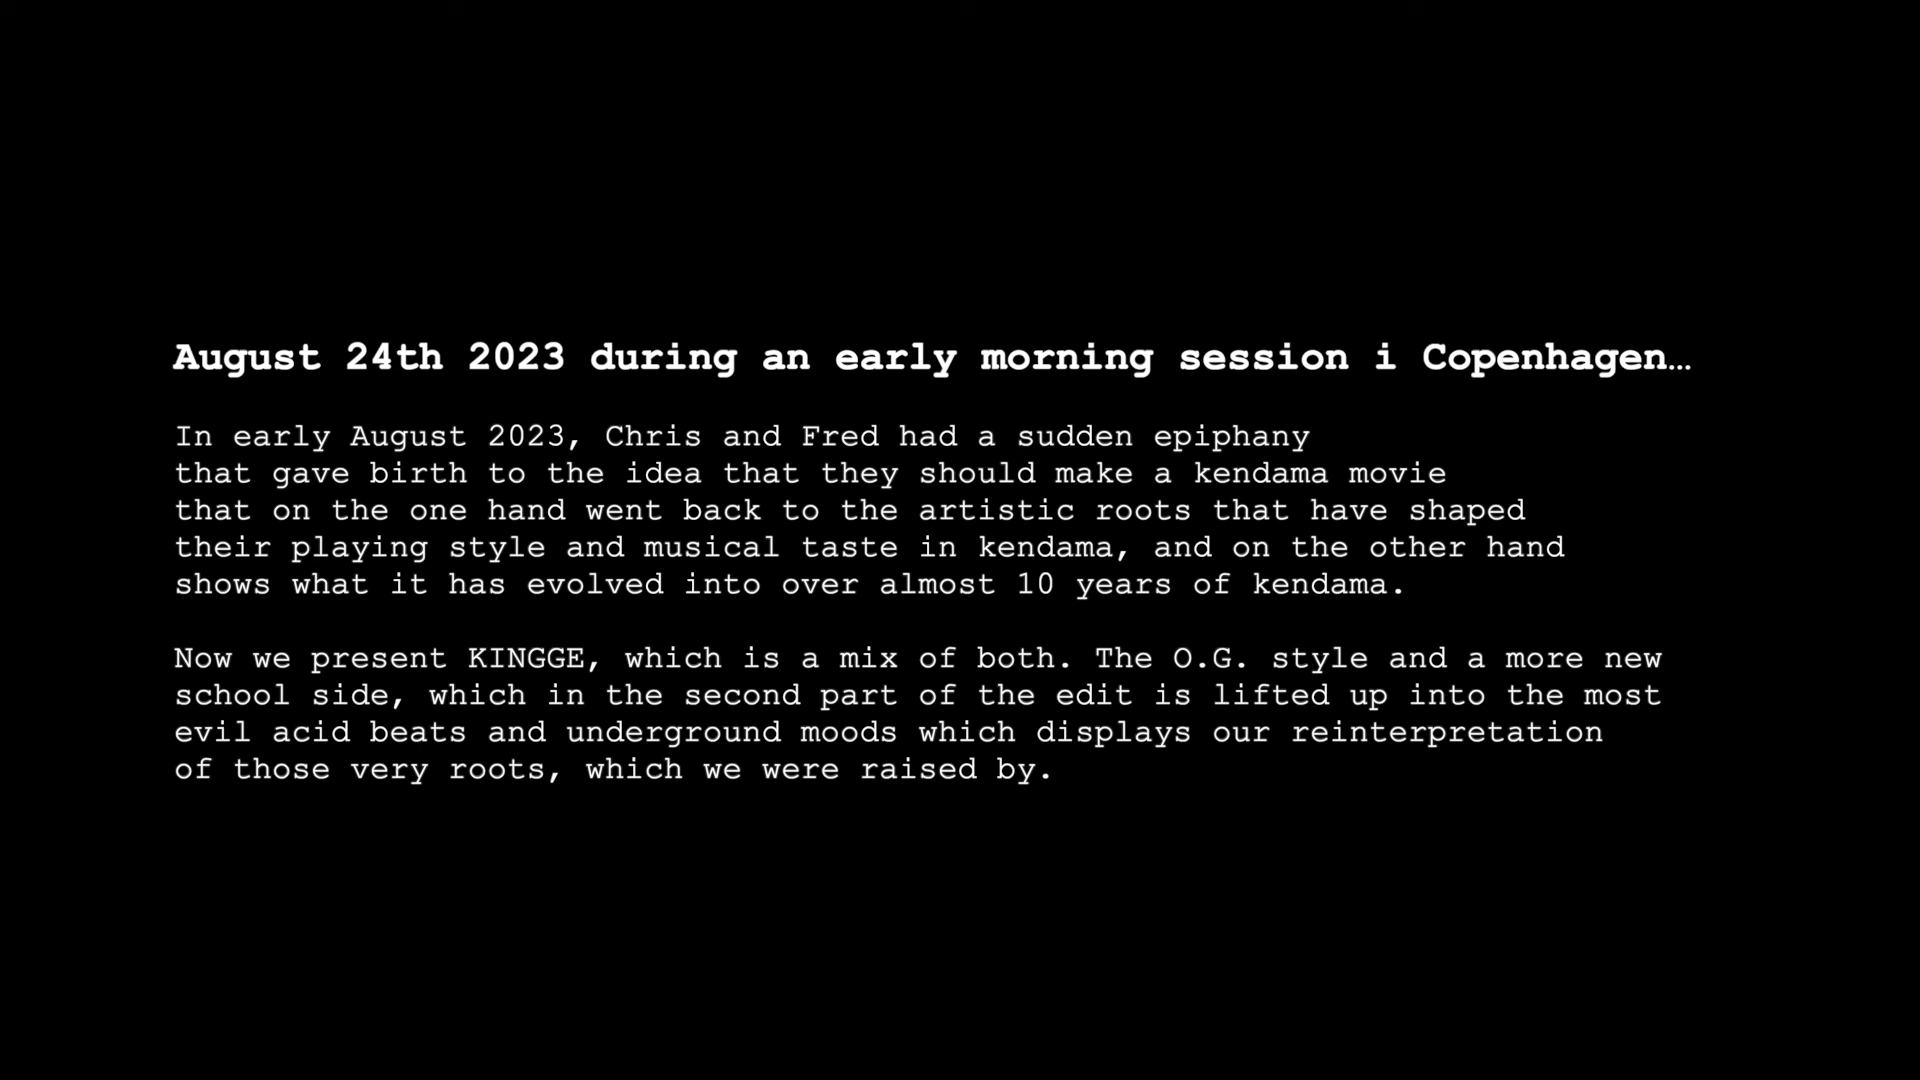 August 24th 2023 during an early morning session i Copenhagen…
In early August 2023, Chris and Fred had a sudden epiphany
that gave birth to the idea that they should make a kendama movie
that on the one hand went back to the artistic roots that have shaped
their playing style and musical taste in kendama, and on the other hand
shows what it has evolved into over almost 10 years of kendama.
Now we present KINGGE, which is a mix of both. The O.G. style and a more new
school side, which in the second part of the edit is lifted up into the most
evil acid beats and underground moods which displays our reinterpretation
of those very roots, which we were raised by.